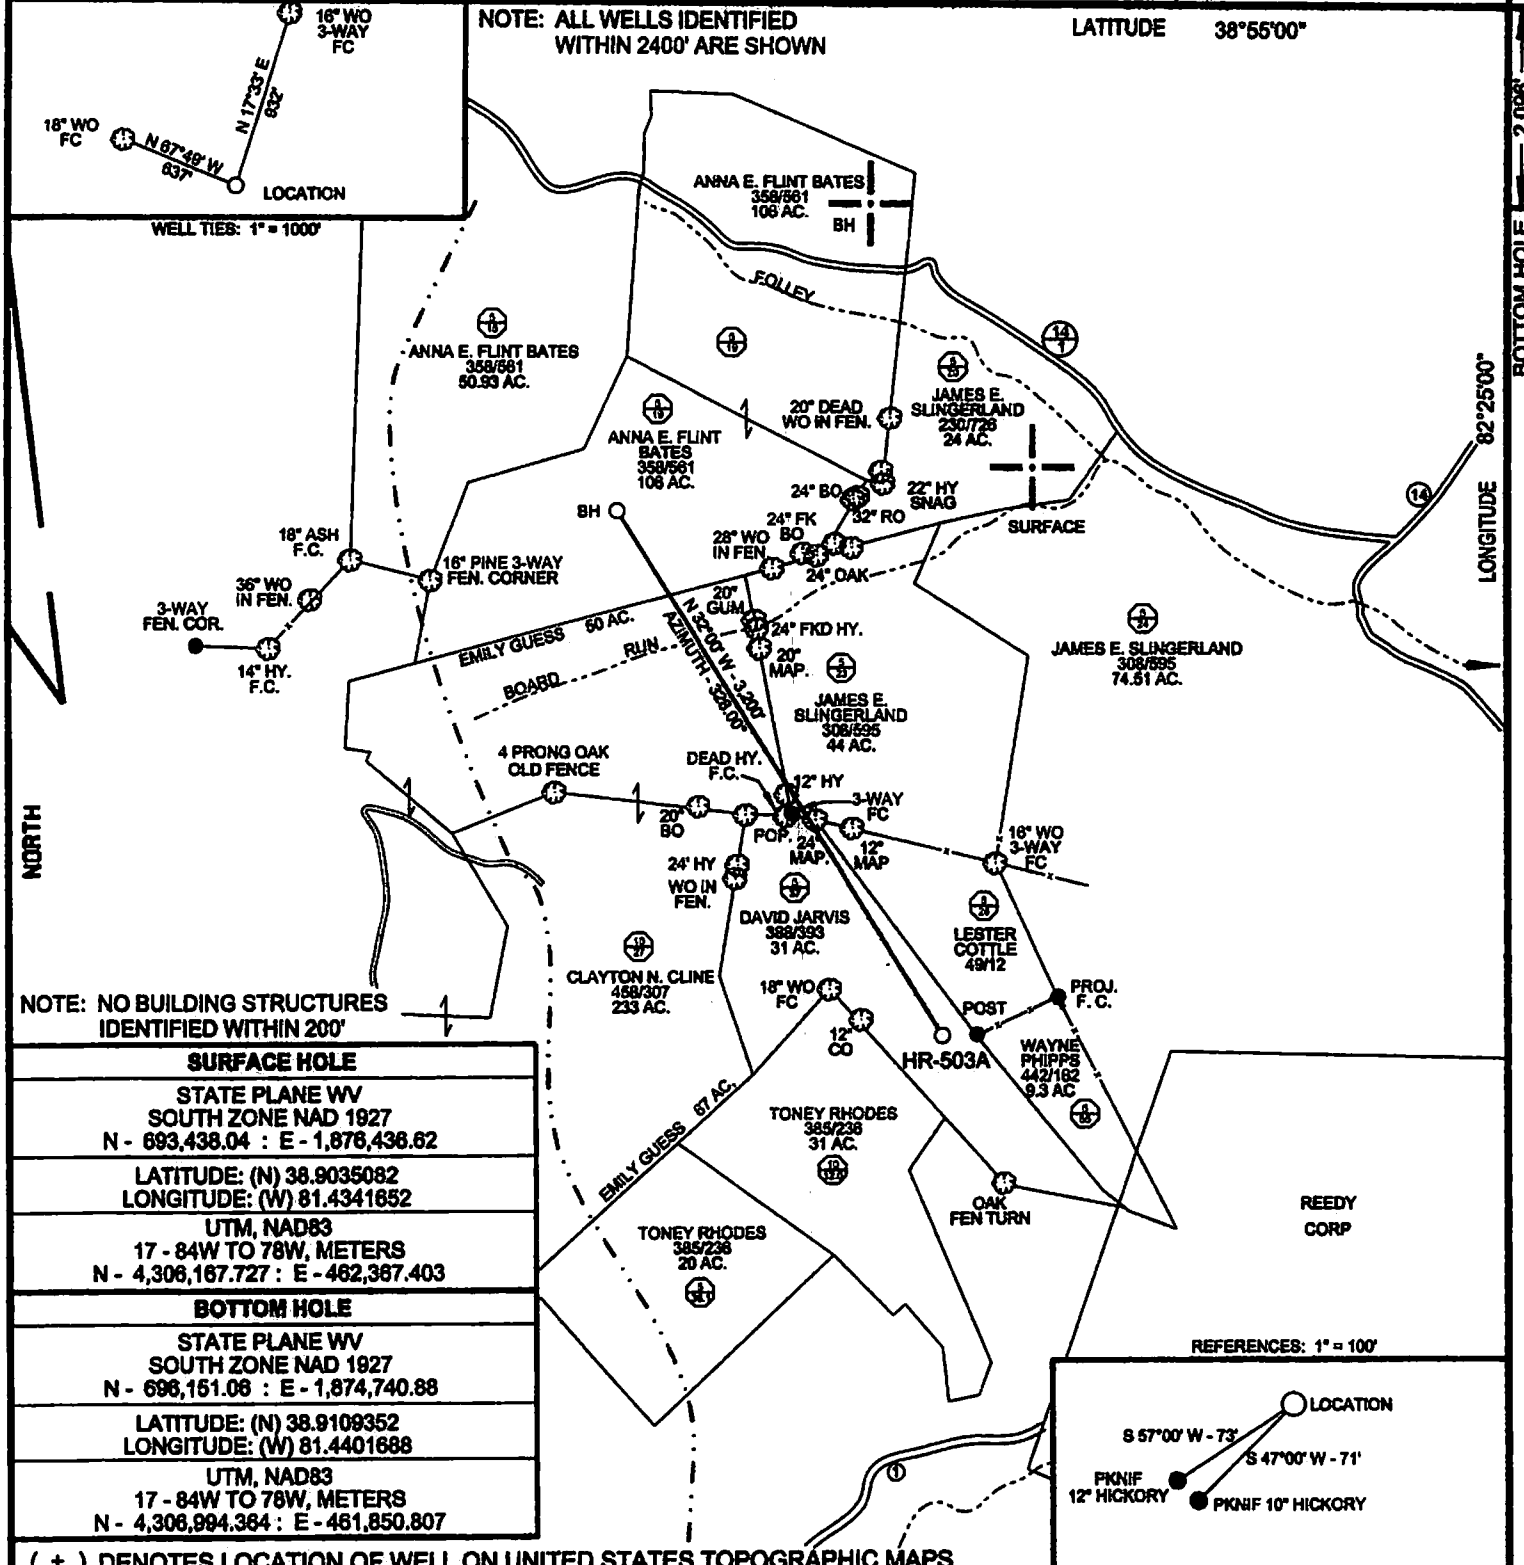 16" WO
3-WAY
FC
N 17°33' E
932'
18" WO
FC
N 67°49' W
637'
LOCATION
WELL TIES: 1" = 1000'
NOTE: ALL WELLS IDENTIFIED
WITHIN 2400' ARE SHOWN
LATITUDE 38°55'00"
2,096'
BOTTOM HOLE
LONGITUDE 82°25'00"
ANNA E. FLINT BATES
358/561
108 AC.
BH
FOLLEY
14
1
ANNA E. FLINT BATES
358/561
50.93 AC.
JAMES E.
SLINGERLAND
230/726
24 AC.
20" DEAD
WO IN FEN.
ANNA E. FLINT
BATES
358/561
106 AC.
24" BO
22" HY
SNAG
32" RO
14
BH
24" FK
BO
SURFACE
28" WO
IN FEN
24" OAK
18" ASH
F.C.
16" PINE 3-WAY
FEN. CORNER
36" WO
IN FEN.
3-WAY
FEN. COR.
14" HY.
F.C.
20"
GUM
24" FKD HY.
20"
MAP.
EMILY GUESS 50 AC.
BOARD RUN
N 32°00' W - 3,200'
AZIMUTH - 328.00°
JAMES E. SLINGERLAND
308/595
74.51 AC.
JAMES E.
SLINGERLAND
308/595
44 AC.
4 PRONG OAK
OLD FENCE
DEAD HY.
F.C.
12" HY
3-WAY
FC
20"
BO
POP.
24"
MAP.
12"
MAP
16" WO
3-WAY
FC
NORTH
24' HY
WO IN
FEN.
DAVID JARVIS
388/393
31 AC.
LESTER
COTTLE
49/12
CLAYTON N. CLINE
458/307
233 AC.
18" WO
FC
12"
CO
POST
PROJ.
F. C.
HR-503A
WAYNE
PHIPPS
442/182
9.3 AC
NOTE: NO BUILDING STRUCTURES
IDENTIFIED WITHIN 200'
SURFACE HOLE
STATE PLANE WV
SOUTH ZONE NAD 1927
N - 693,438.04 : E - 1,876,436.62
LATITUDE: (N) 38.9035082
LONGITUDE: (W) 81.4341652
UTM, NAD83
17 - 84W TO 78W, METERS
N - 4,306,167.727 : E - 462,367.403
BOTTOM HOLE
STATE PLANE WV
SOUTH ZONE NAD 1927
N - 696,151.06 : E - 1,874,740.88
LATITUDE: (N) 38.9109352
LONGITUDE: (W) 81.4401688
UTM, NAD83
17 - 84W TO 78W, METERS
N - 4,306,994.364 : E - 461,850.807
EMILY GUESS 67 AC.
TONEY RHODES
385/236
31 AC.
OAK
FEN TURN
TONEY RHODES
385/236
20 AC.
REEDY
CORP
1
REFERENCES: 1" = 100'
LOCATION
S 57°00' W - 73'
S 47°00' W - 71'
PKNIF
12" HICKORY
PKNIF 10" HICKORY
( + ) DENOTES LOCATION OF WELL ON UNITED STATES TOPOGRAPHIC MAPS